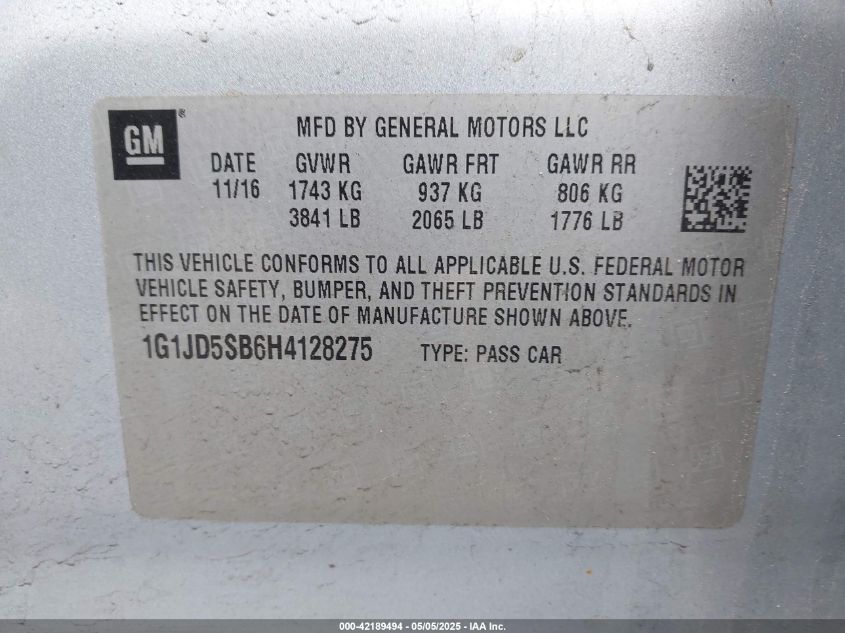 GM®
MFD BY GENERAL MOTORS LLC
DATE GVWR GAWR FRT GAWR RR
11/16 1743 KG 937 KG 806 KG
3841 LB 2065 LB 1776 LB
THIS VEHICLE CONFORMS TO ALL APPLICABLE U.S. FEDERAL MOTOR
VEHICLE SAFETY, BUMPER, AND THEFT PREVENTION STANDARDS IN
EFFECT ON THE DATE OF MANUFACTURE SHOWN ABOVE.
1G1JD5SB6H4128275 TYPE: PASS CAR
000-42189494 - 05/05/2025 - IAA Inc.